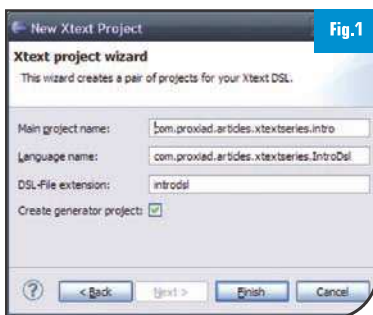 New Xtext Project
Fig.1
Xtext project wizard
This wizard creates a pair of projects for your Xtext DSL.
Main project name: com.proxiad.articles.xtextseries.intro
Language name: com.proxiad.articles.xtextseries.IntroDsl
DSL-File extension: introdsl
Create generator project:
? < Back Next > Finish Cancel